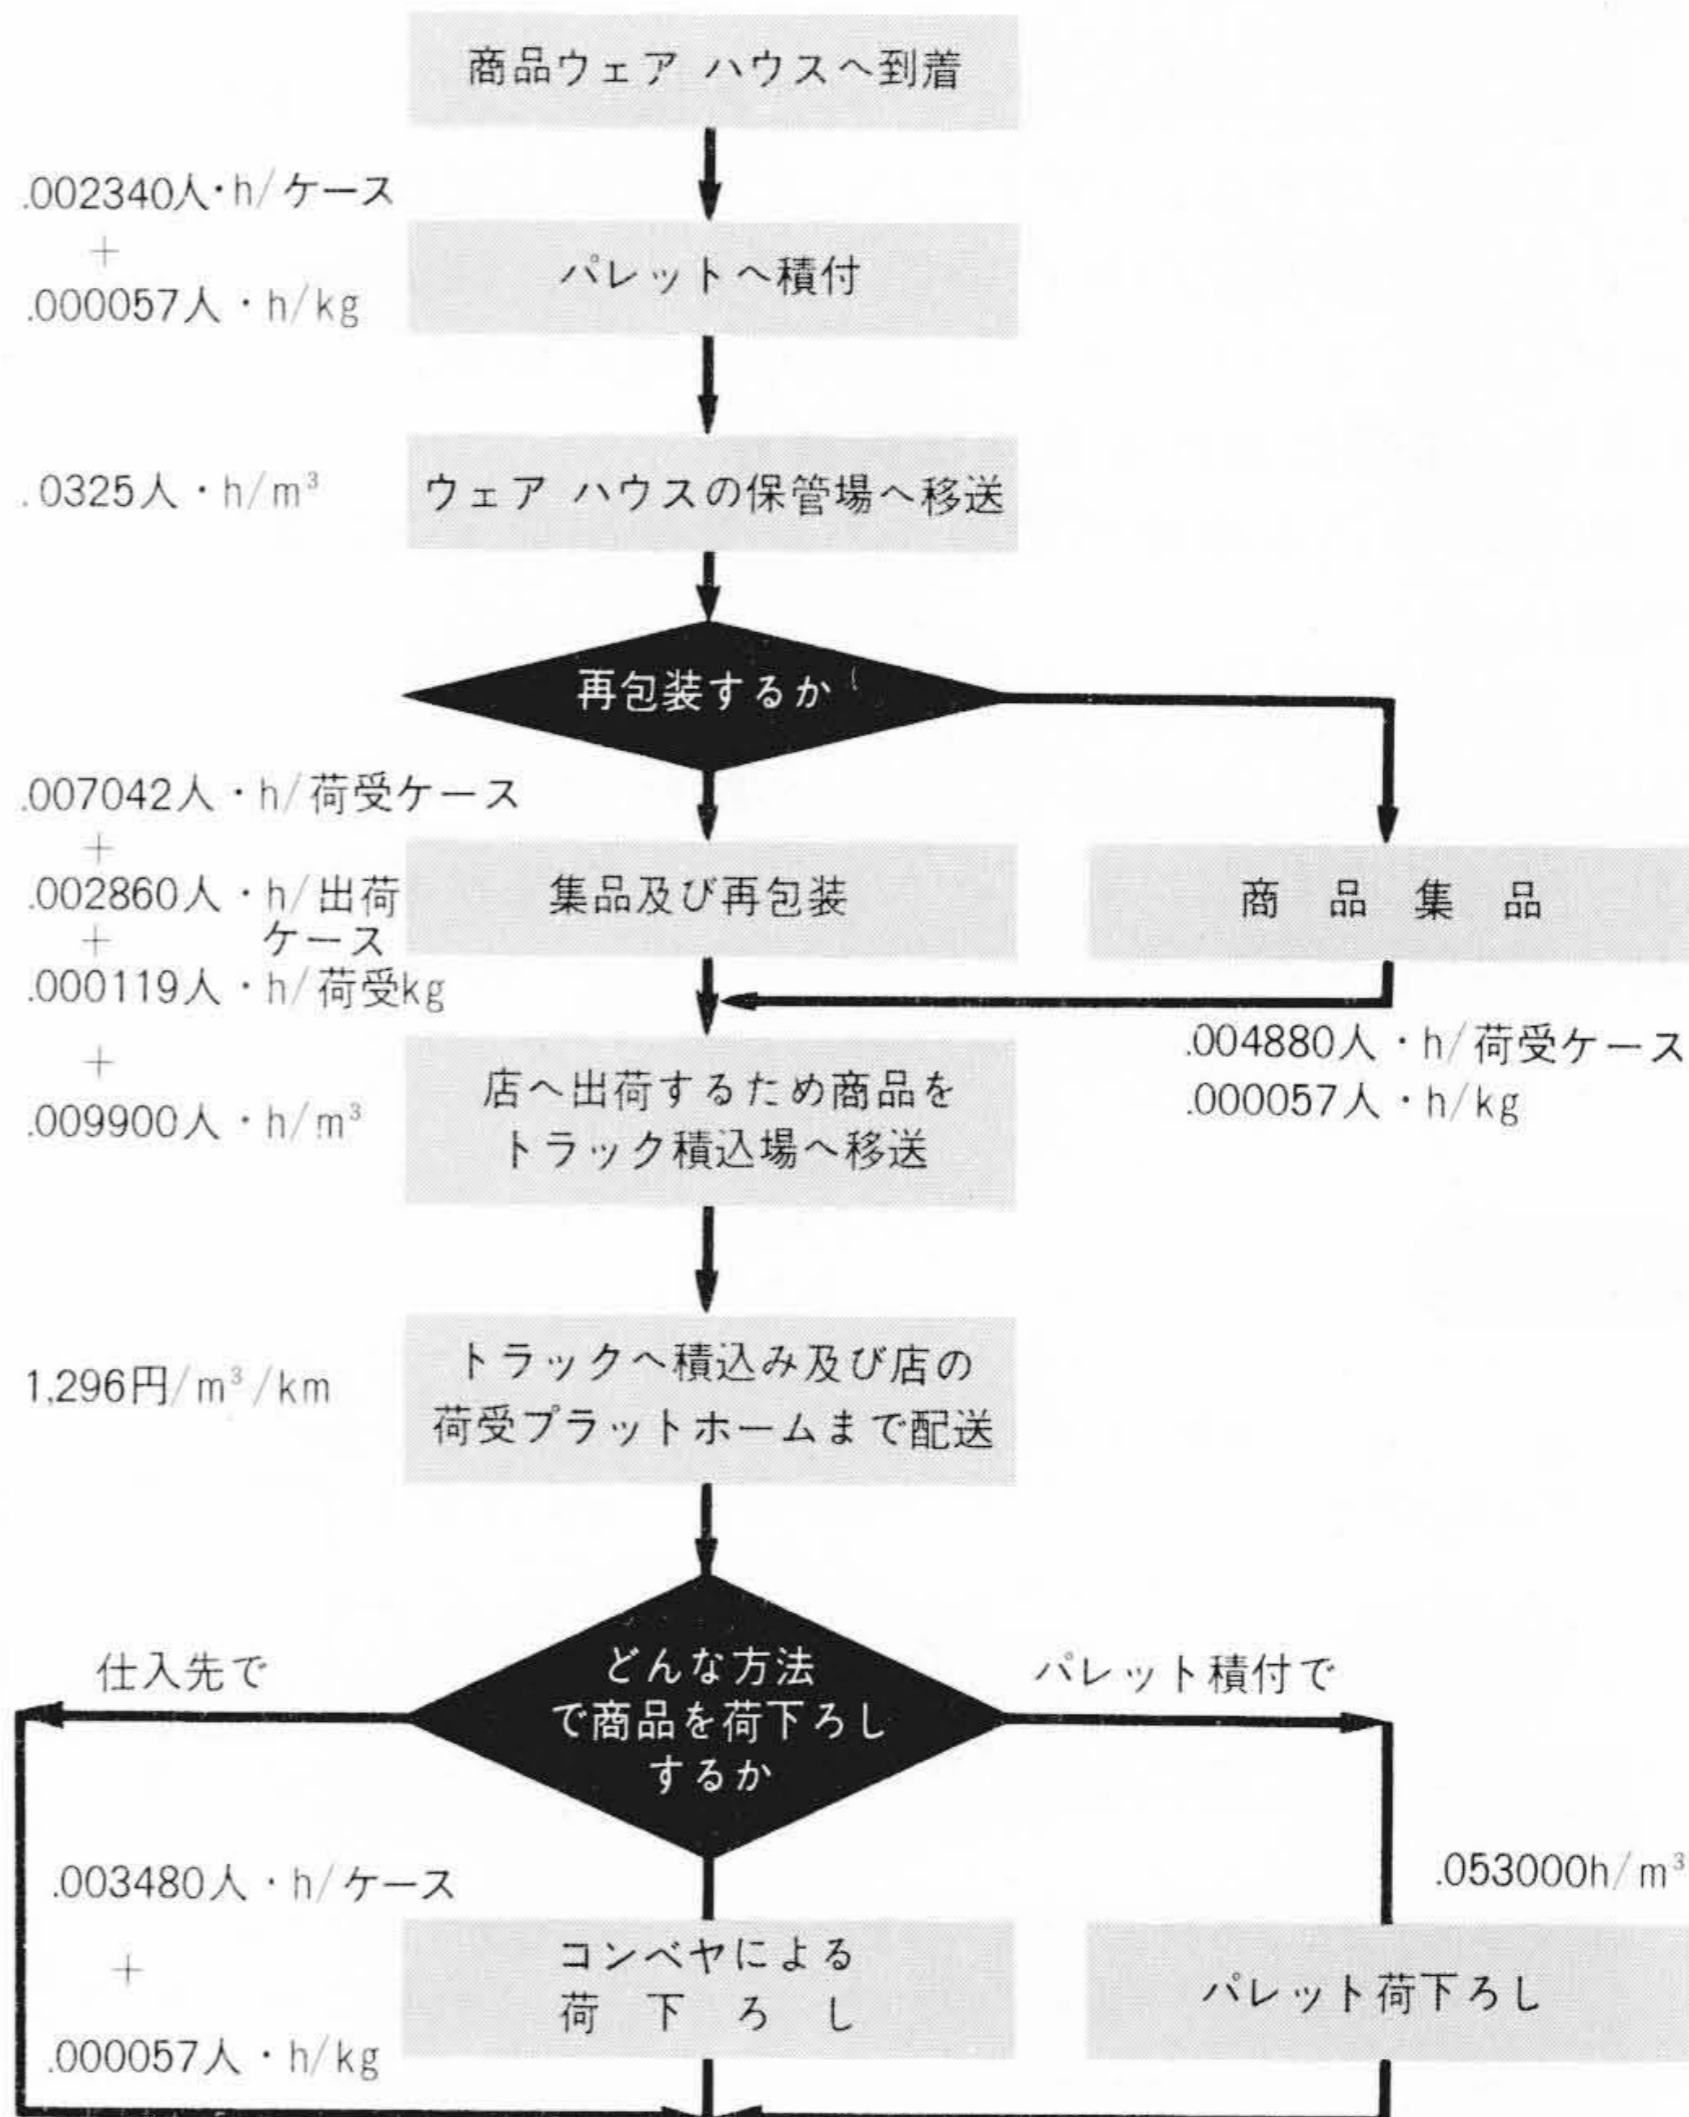 商品ウェア ハウスへ到着
.002340人・h/ケース
+
.000057人・h/kg
パレットへ積付
.0325人・h/m³
ウェア ハウスの保管場へ移送
再包装するか
.007042人・h/荷受ケース
+
.002860人・h/出荷
+ ケース
.000119人・h/荷受kg
集品及び再包装
商品集品
+
.009900人・h/m³
店へ出荷するため商品を
トラック積込場へ移送
.004880人・h/荷受ケース
.000057人・h/kg
1,296円/m³/km
トラックへ積込み及び店の
荷受プラットホームまで配送
仕入先で
どんな方法
で商品を荷下ろし
するか
パレット積付で
.003480人・h/ケース
+
.000057人・h/kg
コンベヤによる
荷下ろし
.053000h/m³
パレット荷下ろし